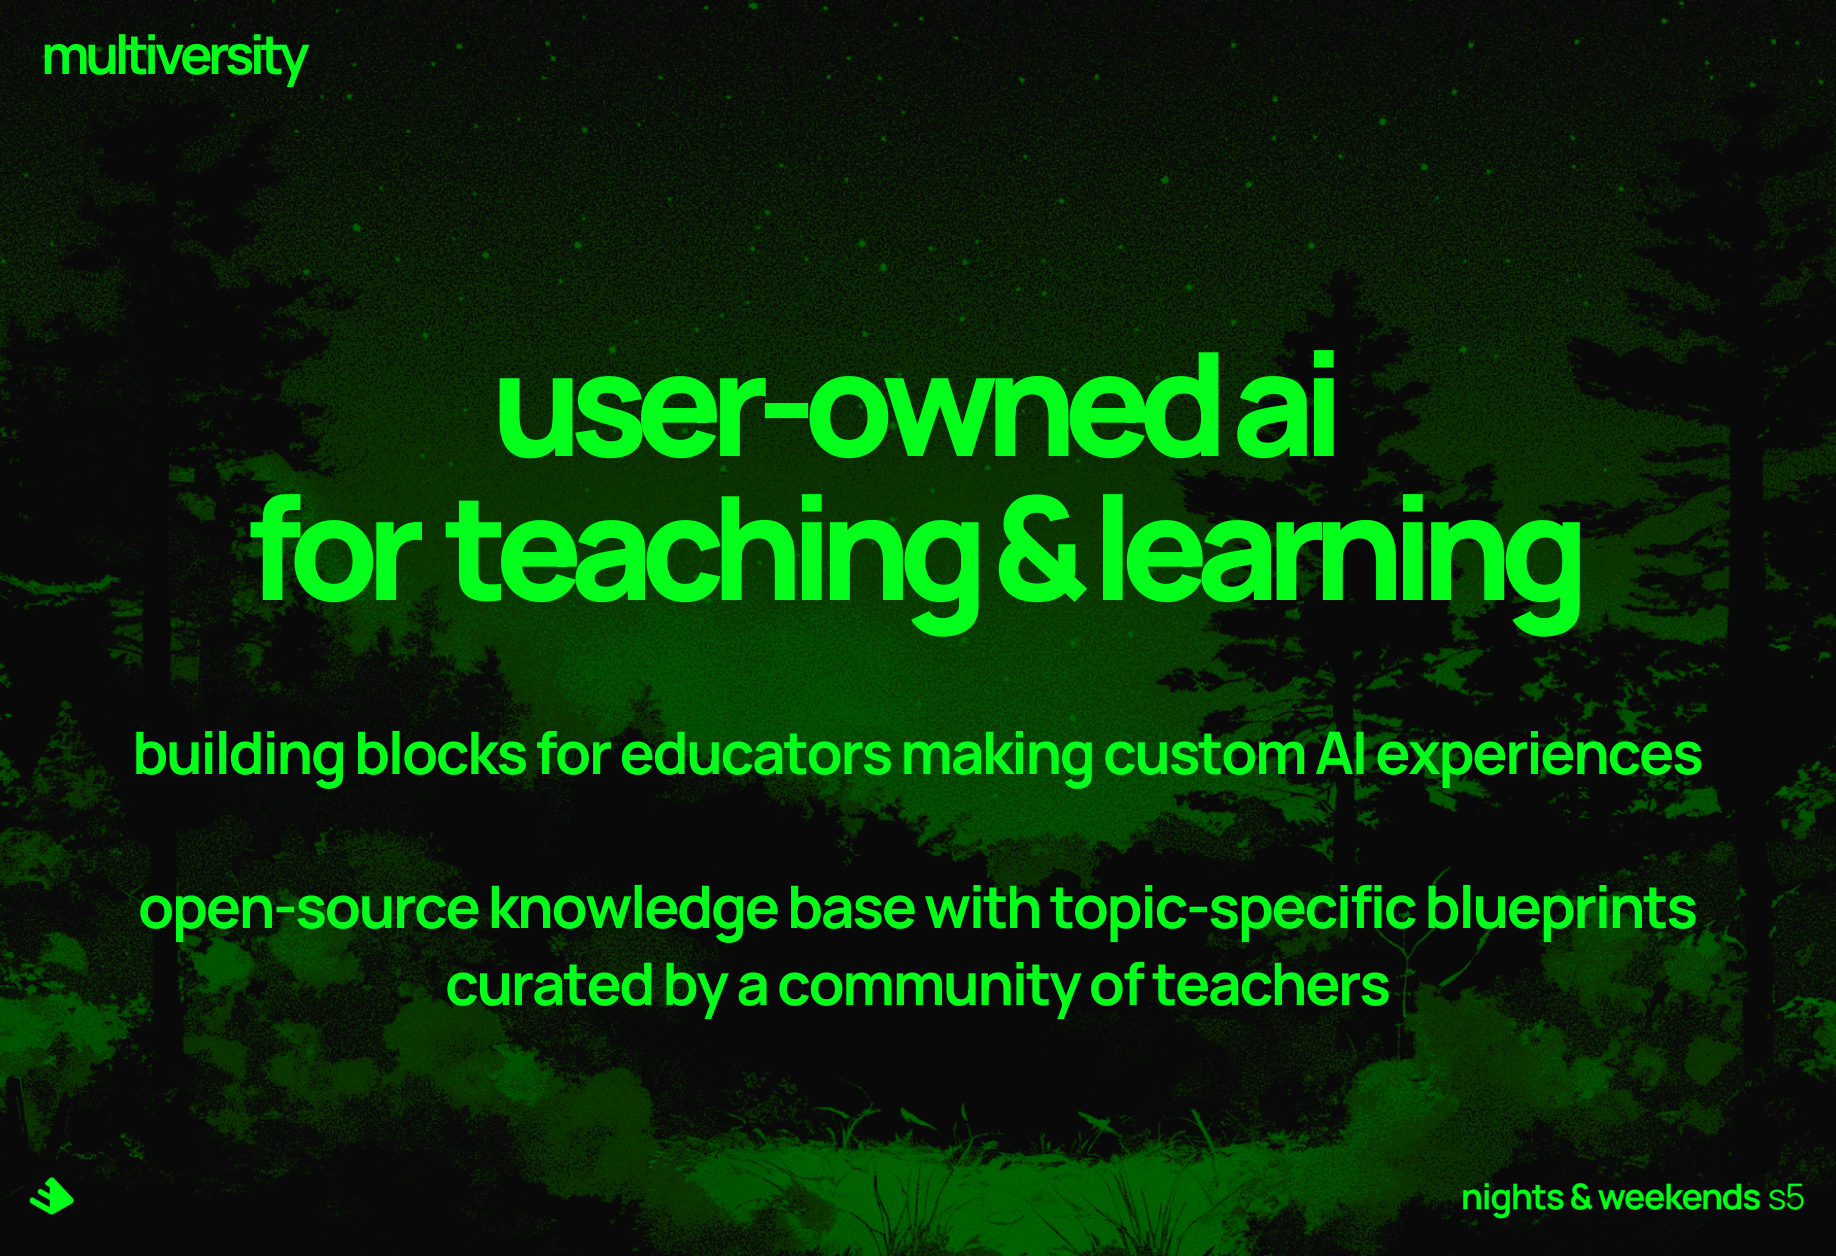 multiversity
user-owned ai
for teaching & learning
building blocks for educators making custom AI experiences
open-source knowledge base with topic-specific blueprints
curated by a community of teachers
nights & weekends s5